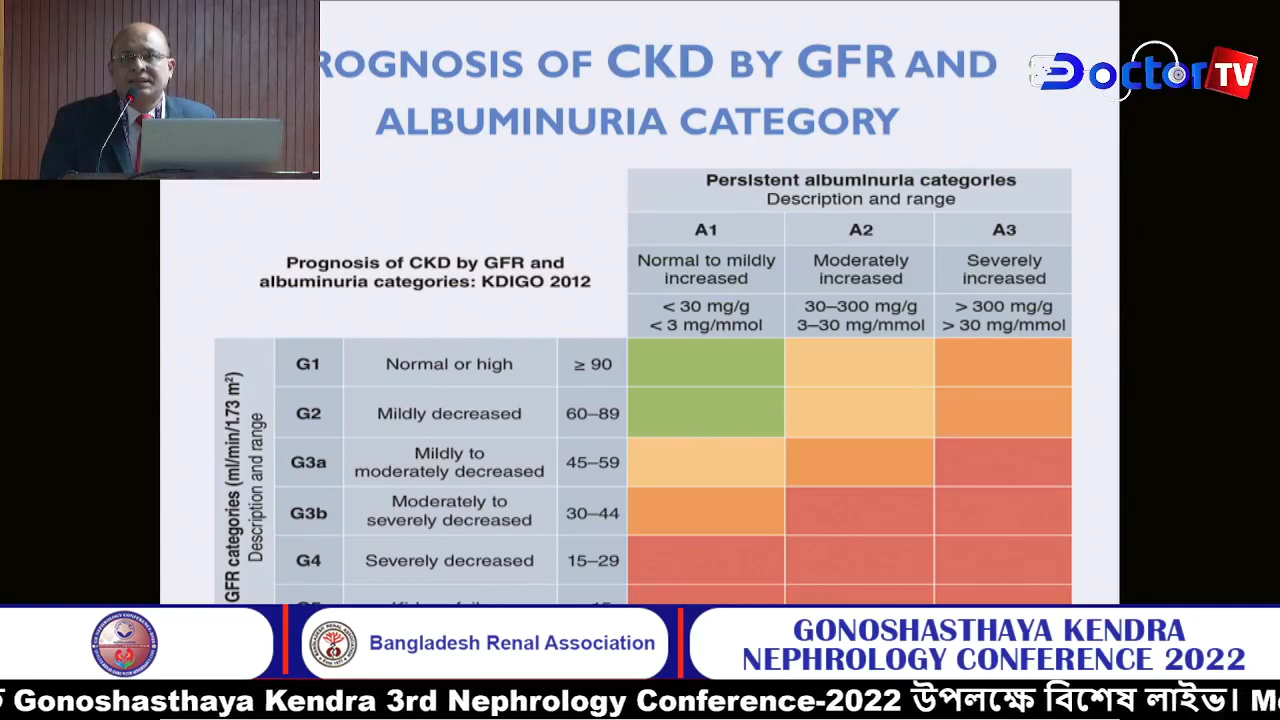 ROGNOSIS OF CKD BY GFR AND
ALBUMINURIA CATEGORY
Doctor TV
Persistent albuminuria categories
Description and range
A1 A2 A3
Normal to mildly increased
Moderately increased
Severely increased
< 30 mg/g
< 3 mg/mmol
30–300 mg/g
3–30 mg/mmol
> 300 mg/g
> 30 mg/mmol
Prognosis of CKD by GFR and
albuminuria categories: KDIGO 2012
GFR categories (ml/min/1.73 m²)
Description and range
G1 Normal or high ≥ 90
G2 Mildly decreased 60–89
G3a Mildly to moderately decreased 45–59
G3b Moderately to severely decreased 30–44
G4 Severely decreased 15–29
Bangladesh Renal Association
GONOSHASTHAYA KENDRA
NEPHROLOGY CONFERENCE 2022
Gonoshasthaya Kendra 3rd Nephrology Conference-2022 উপলক্ষে বিশেষ লাইভ।